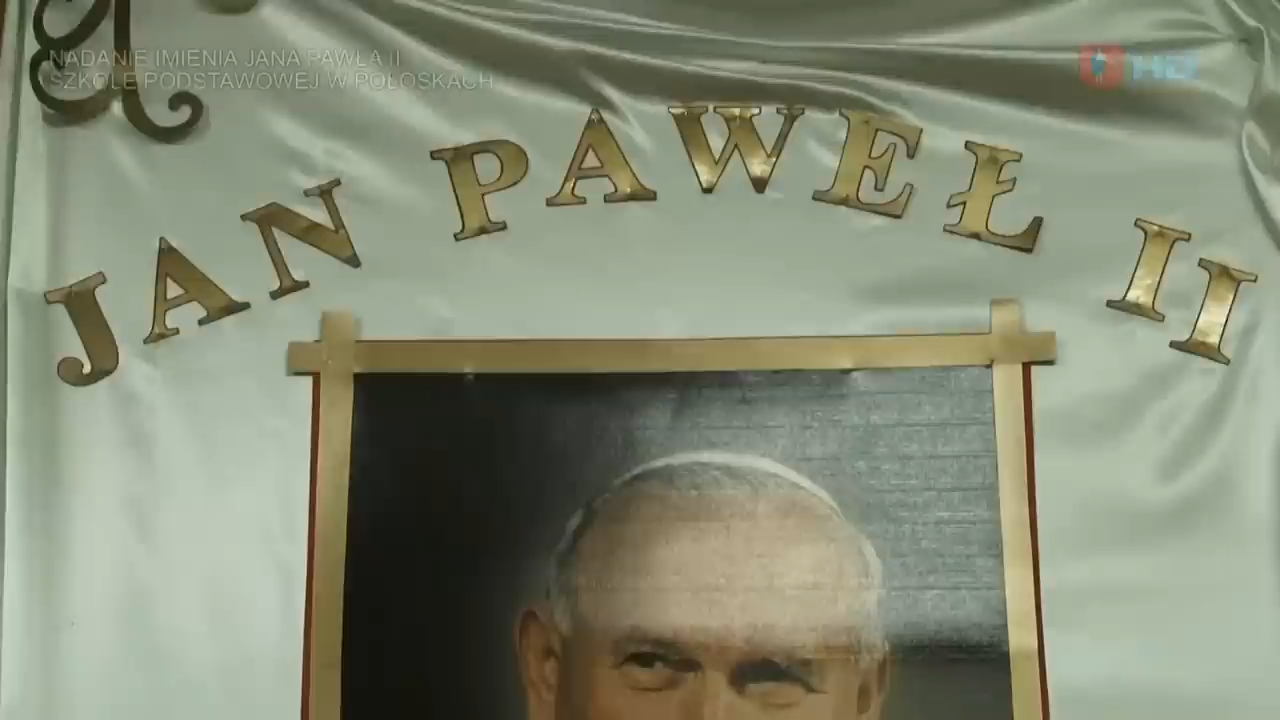 NADANIE IMIENIA JANA PAWŁA II
SZKOLE PODSTAWOWEJ W POŁOSKACH
JAN PAWEŁ II